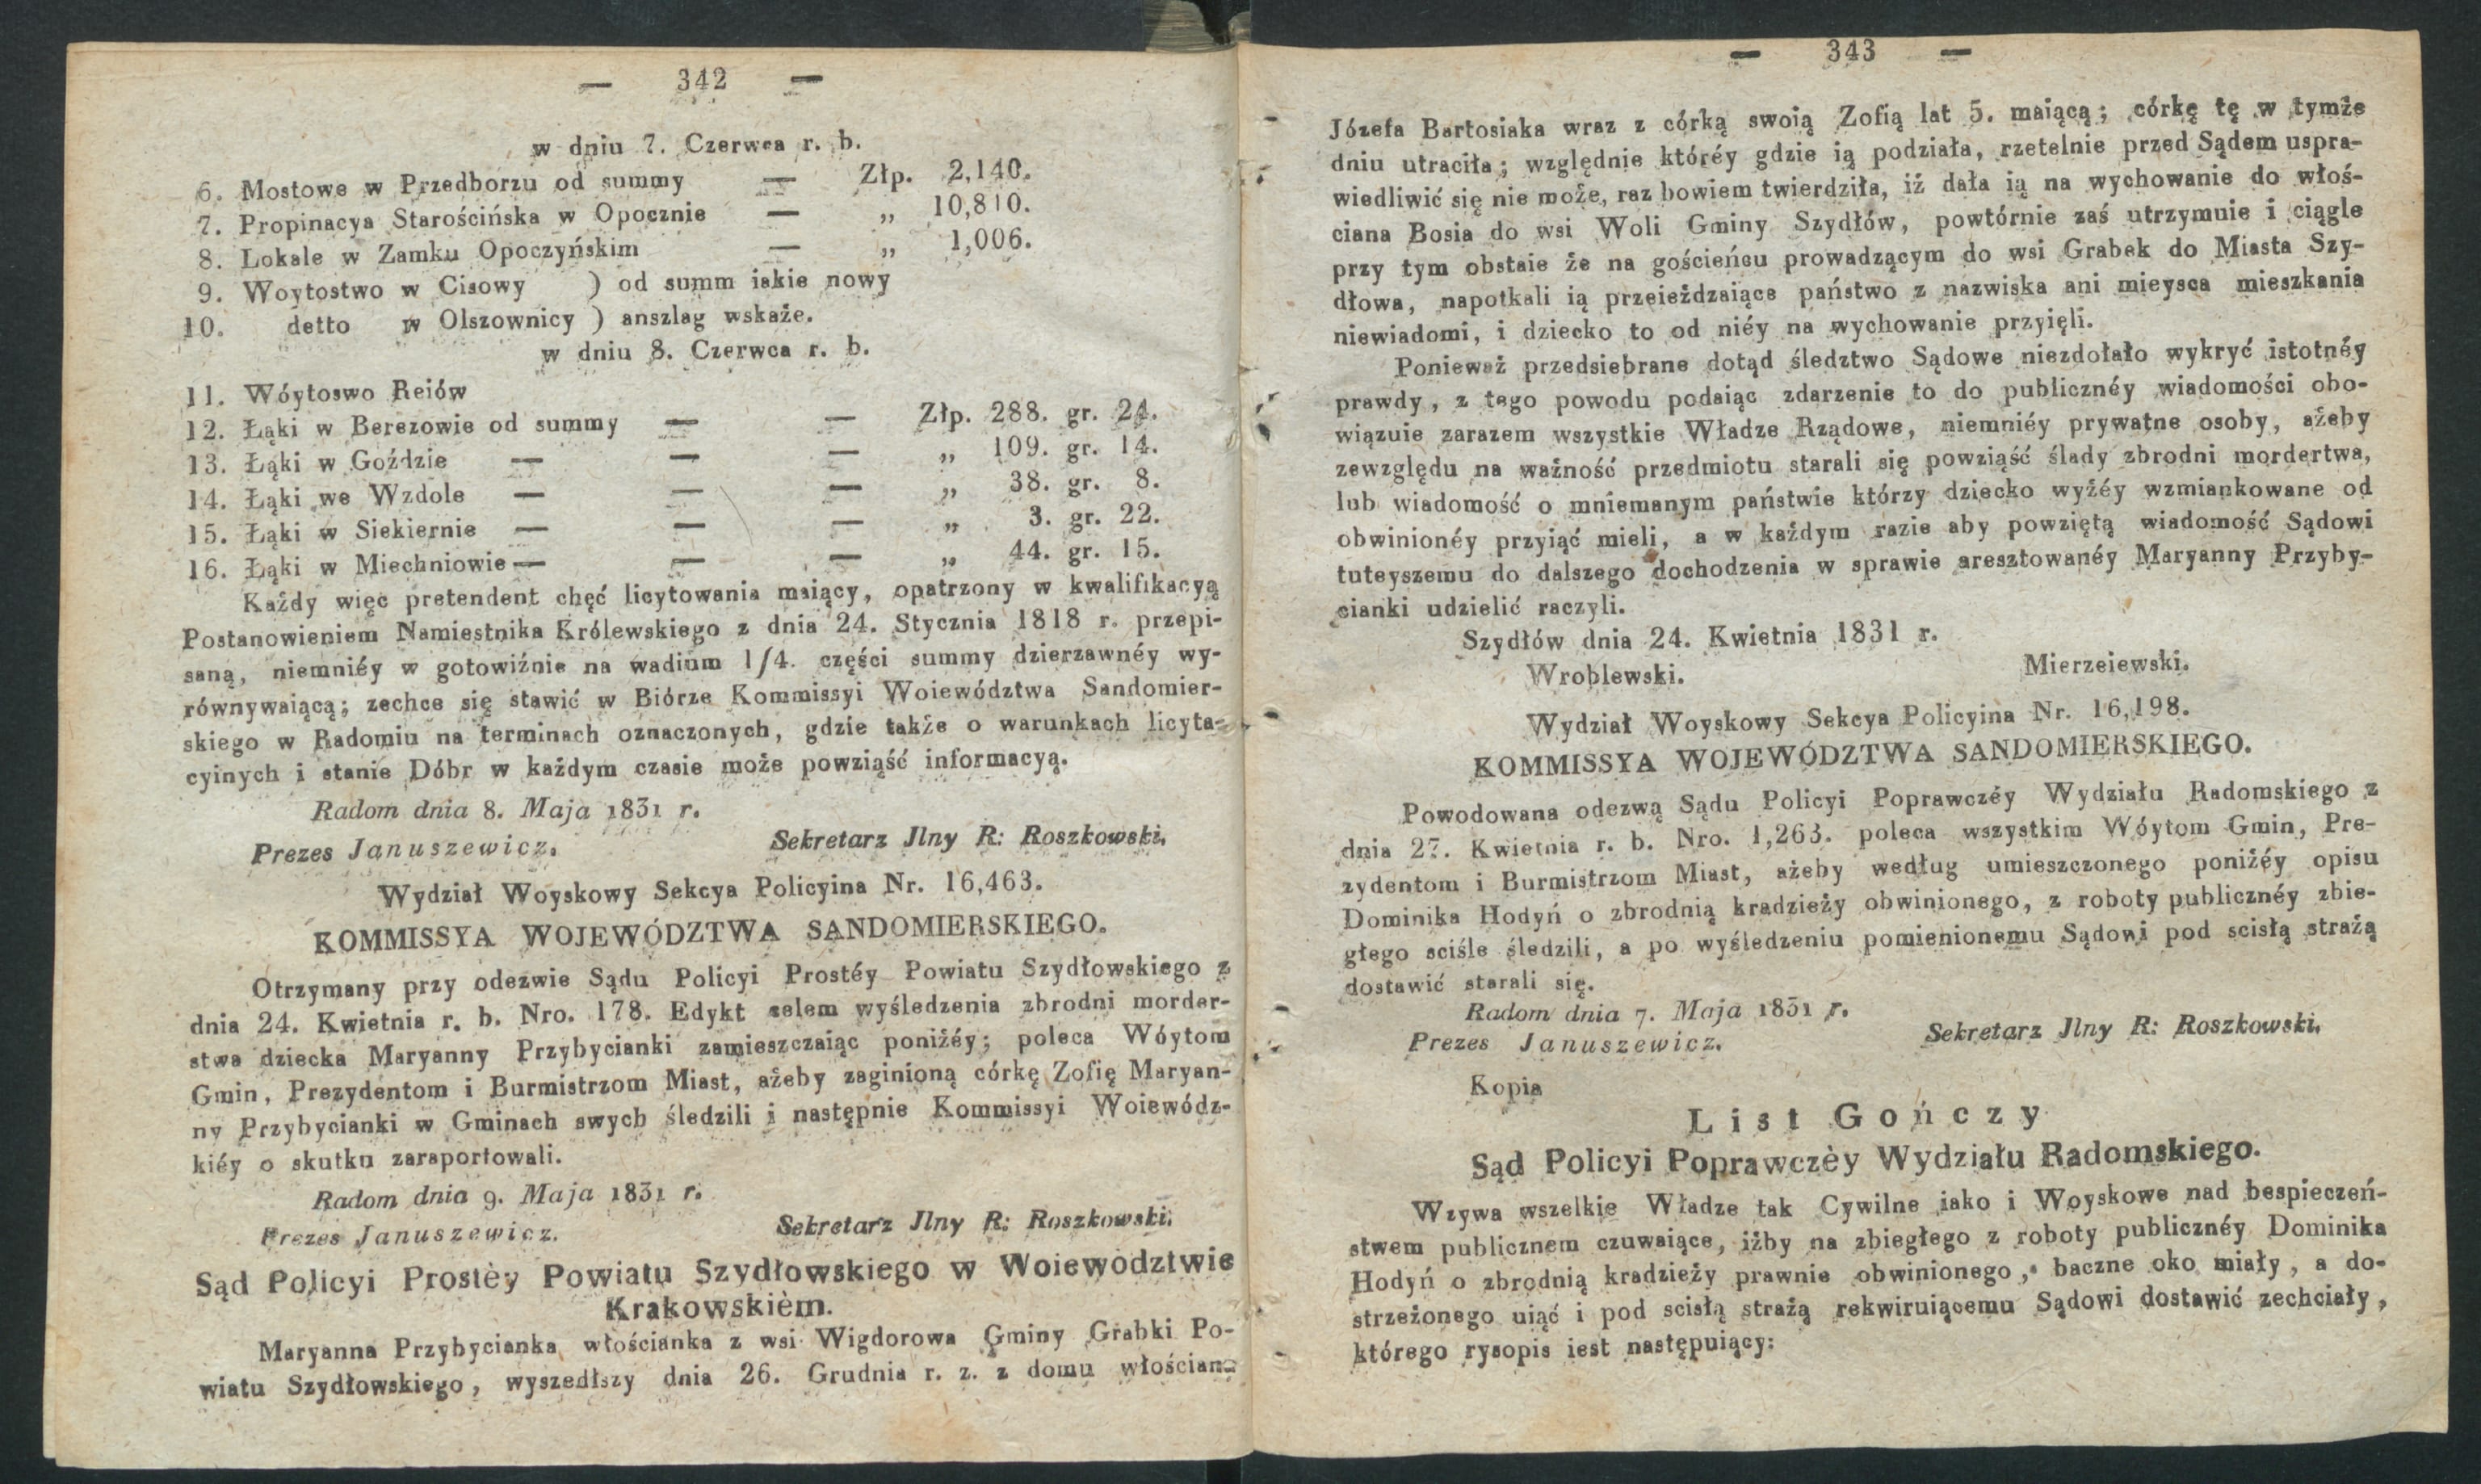 — 342 —
w dniu 7. Czerwca r. b.
6. Mostowe w Przedborzu od summy — Złp. 2,140.
7. Propinacya Starościńska w Opocznie — „ 10,810.
8. Lokale w Zamku Opoczyńskim — „ 1,006.
9. Woytostwo w Cisowy ) od summ iakie nowy
10. detto w Olszownicy ) anszlag wskaże.
w dniu 8. Czerwca r. b.
11. Wóytoswo Reiów
12. Łąki w Berezowie od summy — — Złp. 288. gr. 24.
13. Łąki w Goździe — — — „ 109. gr. 14.
14. Łąki we Wzdole — — — „ 38. gr. 8.
15. Łąki w Siekiernie — — — „ 3. gr. 22.
16. Łąki w Miechniowie — — — „ 44. gr. 15.
Każdy więc pretendent chęć licytowania maiący, opatrzony w kwalifikacyą
Postanowieniem Namiestnika Królewskiego z dnia 24. Stycznia 1818 r. przepi-
saną, niemniéy w gotowiźnie na wadium 1/4. części summy dzierzawnéy wy-
równywaiącą; zechce się stawić w Biórze Kommissyi Woiewództwa Sandomier-
skiego w Radomiu na terminach oznaczonych, gdzie także o warunkach licyta-
cyinych i stanie Dóbr w każdym czasie może powziąść informacyą.
Radom dnia 8. Maja 1831 r.
Prezes Januszewicz. Sekretarz Jlny R: Roszkowski.
Wydział Woyskowy Sekcya Policyina Nr. 16,463.
KOMMISSYA WOJEWÓDZTWA SANDOMIERSKIEGO.
Otrzymany przy odezwie Sądu Policyi Prostéy Powiatu Szydłowskiego z
dnia 24. Kwietnia r. b. Nro. 178. Edykt celem wyśledzenia zbrodni morder-
stwa dziecka Maryanny Przybycianki zamieszczaiąc poniżéy; poleca Wóytom
Gmin, Prezydentom i Burmistrzom Miast, ażeby zaginioną córkę Zofię Maryan-
ny Przybycianki w Gminach swych śledzili i następnie Kommissyi Woiewódz-
kiéy o skutku zaraportowali.
Radom dnia 9. Maja 1831 r.
Prezes Januszewicz. Sekretarz Jlny R: Roszkowski.
Sąd Policyi Prostèy Powiatu Szydłowskiego w Woiewodztwie
Krakowskièm.
Maryanna Przybycianka włościanka z wsi Wigdorowa Gminy Grabki Po-
wiatu Szydłowskiego, wyszedłszy dnia 26. Grudnia r. z. z domu włościana
— 343 —
Józefa Bartosiaka wraz z córką swoią Zofią lat 5. maiącą; córkę tę w tymże
dniu utraciła; względnie któréy gdzie ią podziała, rzetelnie przed Sądem uspra-
wiedliwić się nie może, raz bowiem twierdziła, iż dała ią na wychowanie do włoś-
ciana Bosia do wsi Woli Gminy Szydłów, powtórnie zaś utrzymuie i ciągle
przy tym obstaie że na gościeńcu prowadzącym do wsi Grabek do Miasta Szy-
dłowa, napotkali ią przeieżdzaiące państwo z nazwiska ani mieysca mieszkania
niewiadomi, i dziecko to od niéy na wychowanie przyięli.
Ponieważ przedsiebrane dotąd śledztwo Sądowe niezdołało wykryć istotnéy
prawdy, z tego powodu podaiąc zdarzenie to do publicznéy wiadomości obo-
wiązuie zarazem wszystkie Władze Rządowe, niemniéy prywatne osoby, ażeby
zewzględu na ważność przedmiotu starali się powziąść ślady zbrodni mordertwa,
lub wiadomość o mniemanym państwie którzy dziecko wyżéy wzmiankowane od
obwinionéy przyiąć mieli, a w każdym razie aby powziętą wiadomość Sądowi
tuteyszemu do dalszego dochodzenia w sprawie aresztowanéy Maryanny Przyby-
cianki udzielić raczyli.
Szydłów dnia 24. Kwietnia 1831 r.
Wroblewski. Mierzeiewski.
Wydział Woyskowy Sekcya Policyina Nr. 16,198.
KOMMISSYA WOJEWÓDZTWA SANDOMIERSKIEGO.
Powodowana odezwą Sądu Policyi Poprawczéy Wydziału Radomskiego z
dnia 27. Kwietnia r. b. Nro. 1,263. poleca wszystkim Wóytom Gmin, Pre-
zydentom i Burmistrzom Miast, ażeby według umieszczonego poniżéy opisu
Dominika Hodyń o zbrodnią kradzieży obwinionego, z roboty publicznéy zbie-
głego sciśle śledzili, a po wyśledzeniu pomienionemu Sądowi pod scisłą strażą
dostawić starali się.
Radom dnia 7. Maja 1831 r.
Prezes Januszewicz. Sekretarz Jlny R: Roszkowski.
Kopia
List Gończy
Sąd Policyi Poprawczèy Wydziału Radomskiego.
Wzywa wszelkie Władze tak Cywilne iako i Woyskowe nad bespieczeń-
stwem publicznem czuwaiące, iżby na zbiegłego z roboty publicznéy Dominika
Hodyń o zbrodnią kradzieży prawnie obwinionego, baczne oko miały, a do-
strzeżonego uiąć i pod scisłą strażą rekwiruiącemu Sądowi dostawić zechciały,
którego rysopis iest następuiący: